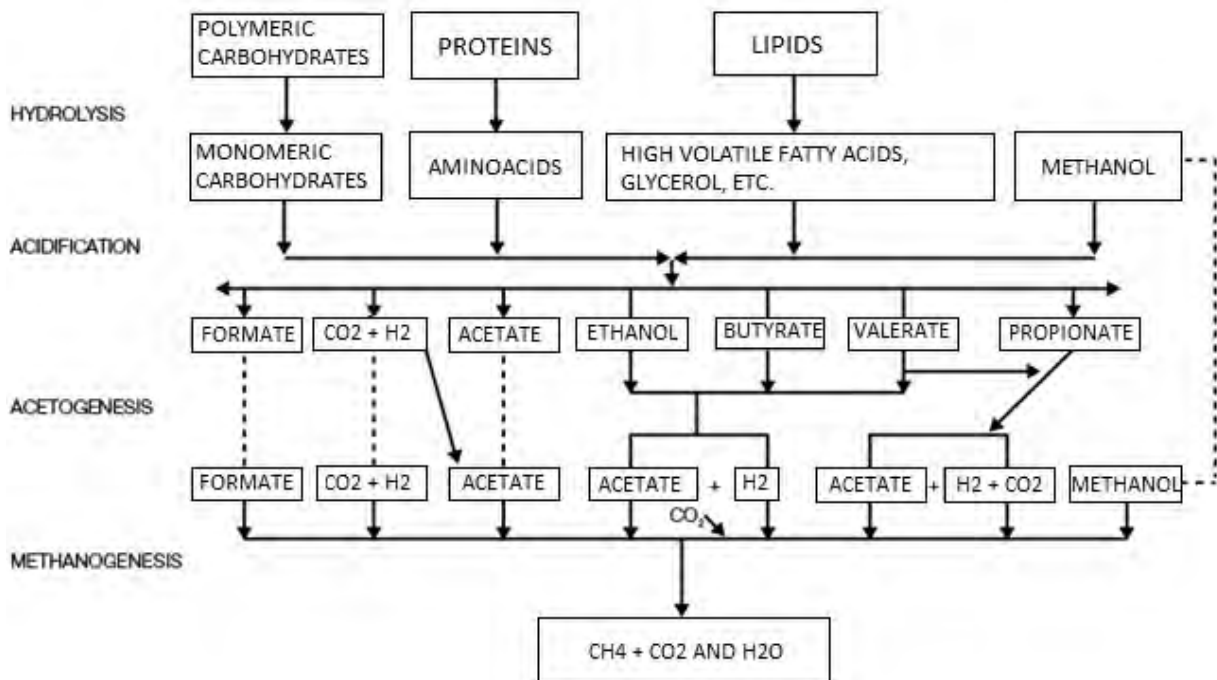 POLYMERIC
CARBOHYDRATES
PROTEINS
LIPIDS
HYDROLYSIS
MONOMERIC
CARBOHYDRATES
AMINOACIDS
HIGH VOLATILE FATTY ACIDS,
GLYCEROL, ETC.
METHANOL
ACIDIFICATION
FORMATE
CO2 + H2
ACETATE
ETHANOL
BUTYRATE
VALERATE
PROPIONATE
ACETOGENESIS
FORMATE
CO2 + H2
ACETATE
ACETATE
+
H2
ACETATE
+
H2 + CO2
METHANOL
CO₂
METHANOGENESIS
CH4 + CO2 AND H2O